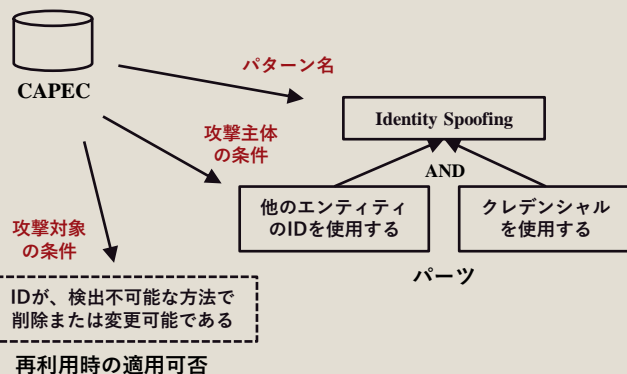 CAPEC
パターン名
Identity Spoofing
攻撃主体
の条件
AND
他のエンティティ
のIDを使用する
クレデンシャル
を使用する
パーツ
攻撃対象
の条件
IDが、検出不可能な方法で
削除または変更可能である
再利用時の適用可否